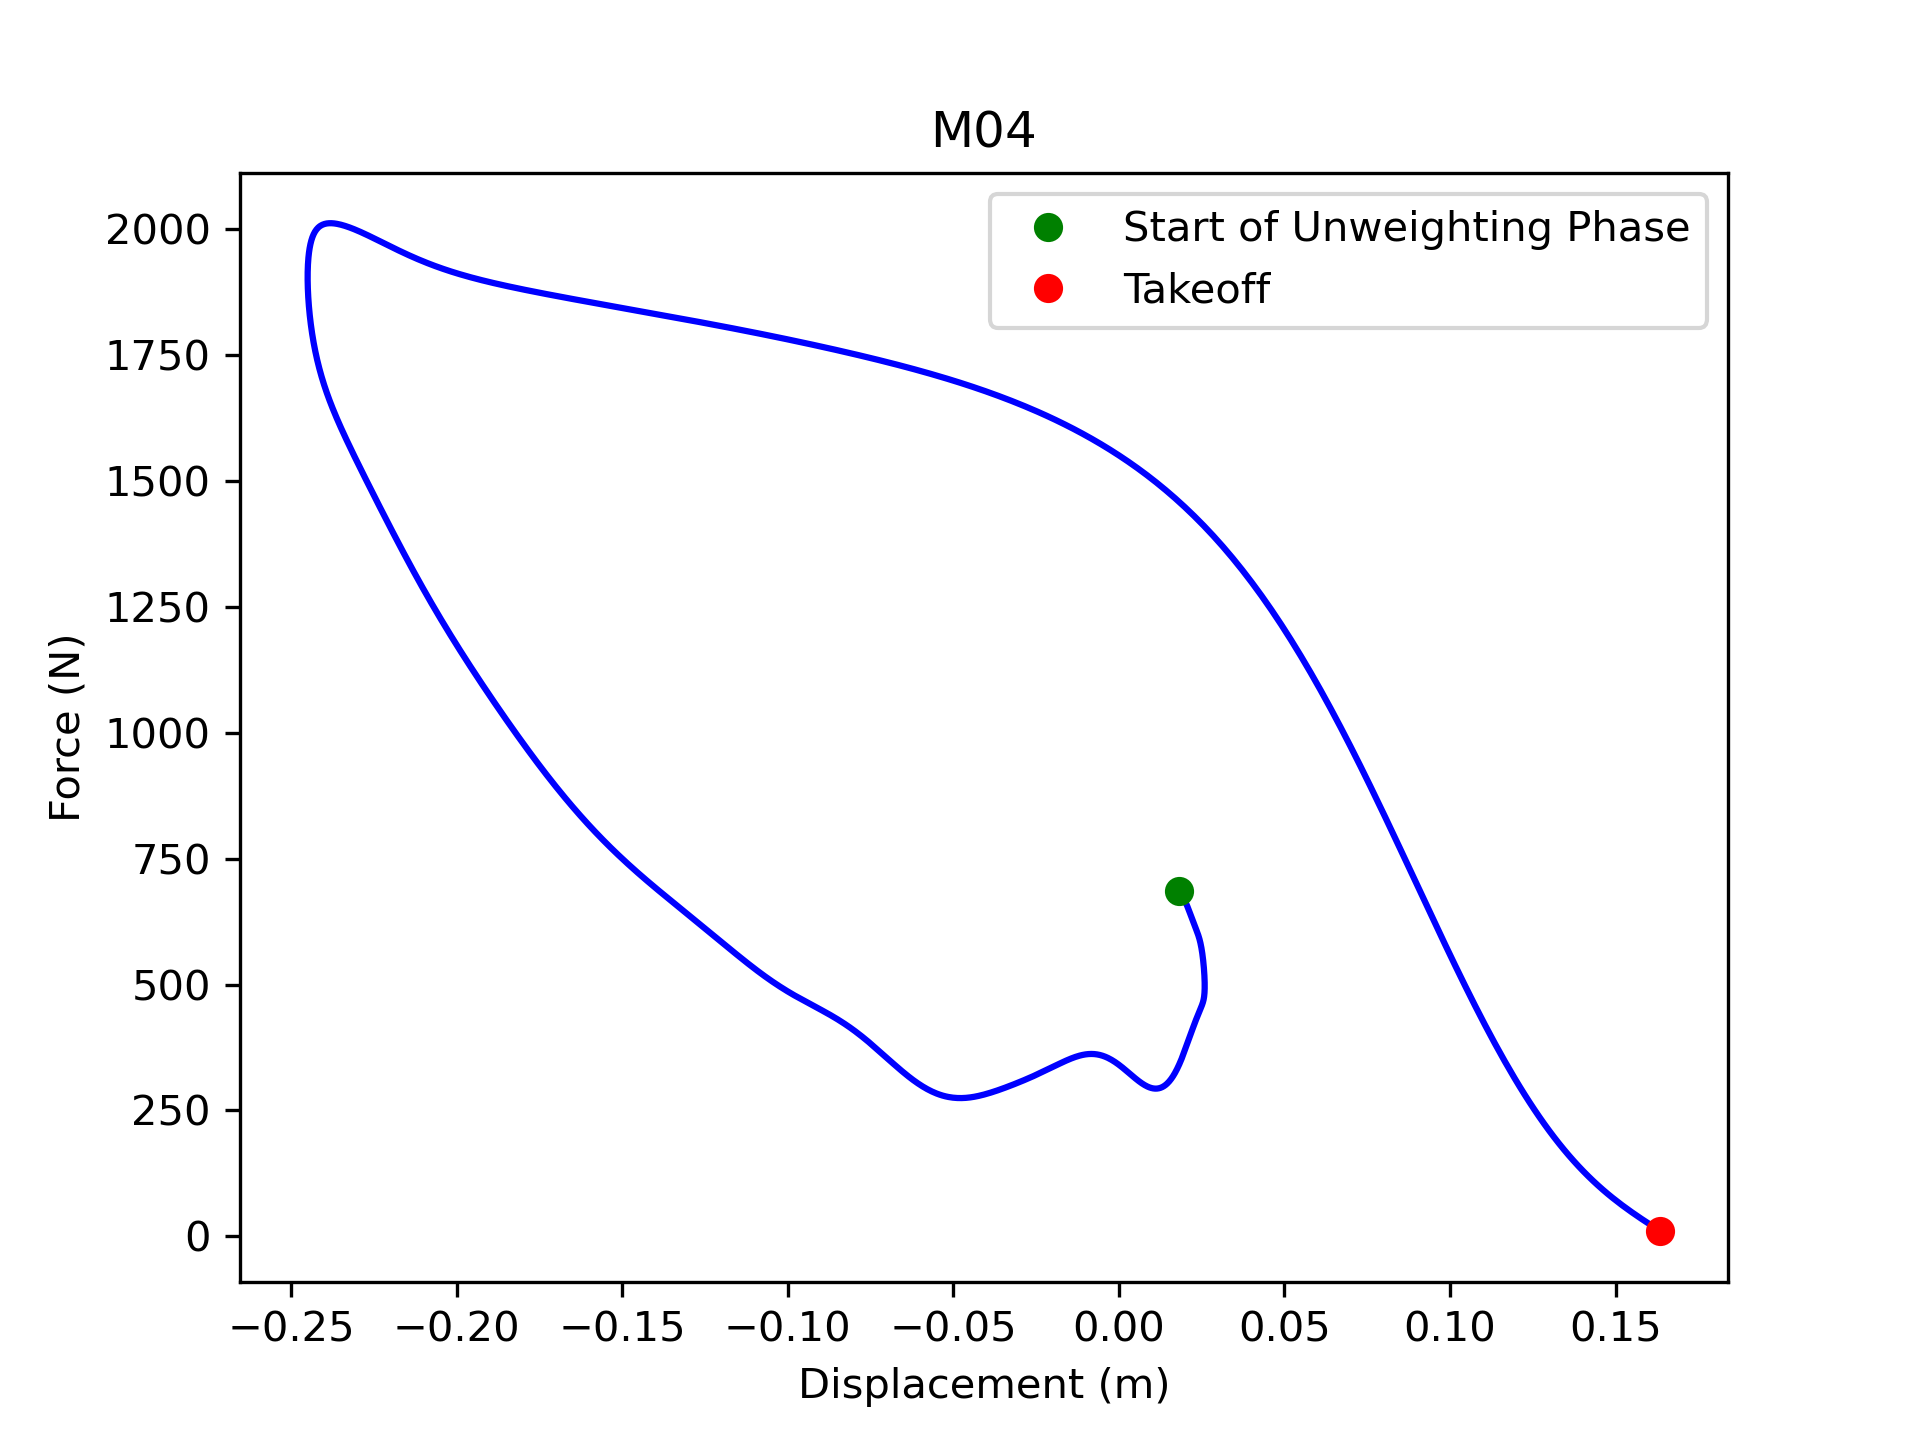 M04
Start of Unweighting Phase
Takeoff
Force (N)
2000
1750
1500
1250
1000
750
500
250
0
−0.25 −0.20 −0.15 −0.10 −0.05 0.00 0.05 0.10 0.15
Displacement (m)